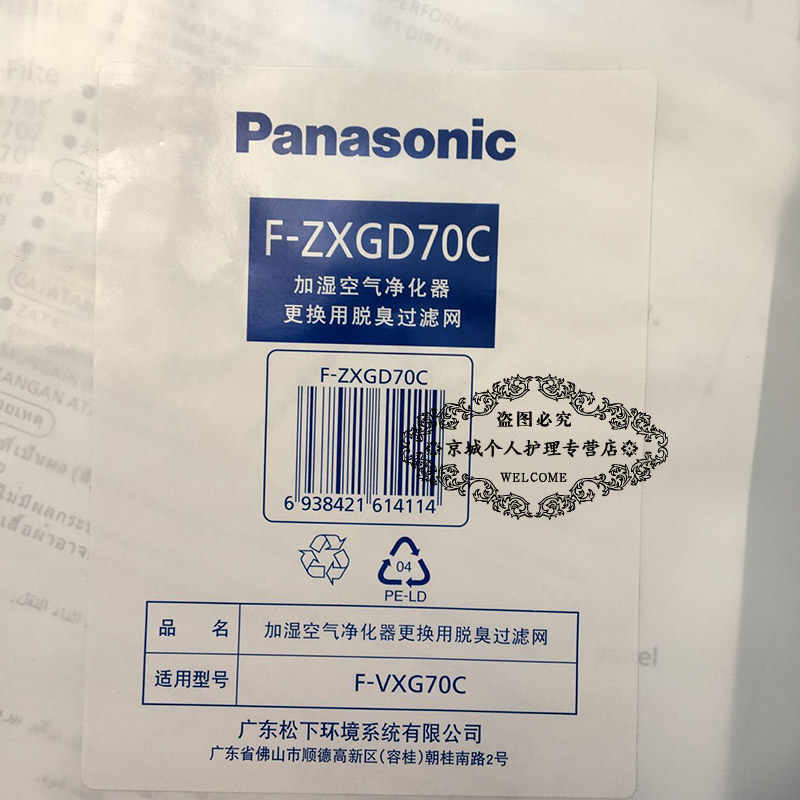 Panasonic
F-ZXGD70C
加湿空气净化器
更换用脱臭过滤网
F-ZXGD70C
6 938421 614114
盗图必究
京城个人护理专营店
WELCOME
04
PE-LD
品 名 加湿空气净化器更换用脱臭过滤网
适用型号 F-VXG70C
广东松下环境系统有限公司
广东省佛山市顺德高新区(容桂)朝桂南路2号